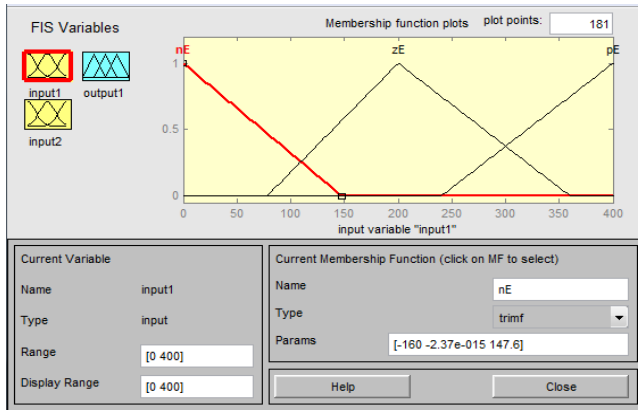 FIS Variables
Membership function plots
plot points:
181
input1
output1
input2
nE
zE
pE
1
0.5
0
0 50 100 150 200 250 300 350 400
input variable "input1"
Current Variable
Name input1
Type input
Range [0 400]
Display Range [0 400]
Current Membership Function (click on MF to select)
Name nE
Type trimf
Params [-160 -2.37e-015 147.6]
Help
Close